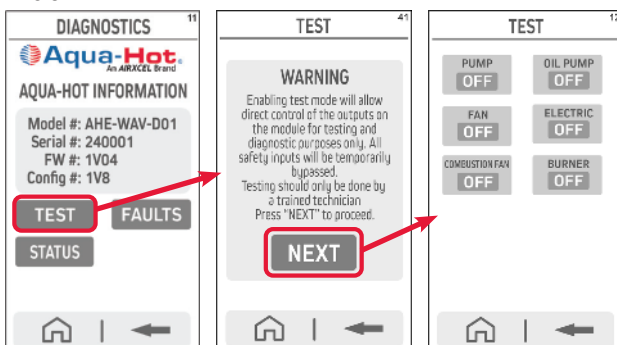 DIAGNOSTICS
11
Aqua-Hot.
An AIRXCEL Brand
AQUA-HOT INFORMATION
Model #: AHE-WAV-D01
Serial #: 240001
FW #: 1V04
Config #: 1V8
TEST
FAULTS
STATUS
TEST
41
WARNING
Enabling test mode will allow
direct control of the outputs on
the module for testing and
diagnostic purposes only. All
safety inputs will be temporarily
bypassed.
Testing should only be done by
a trained technician
Press "NEXT" to proceed.
NEXT
TEST
12
PUMP
OFF
OIL PUMP
OFF
FAN
OFF
ELECTRIC
OFF
COMBUSTION FAN
OFF
BURNER
OFF